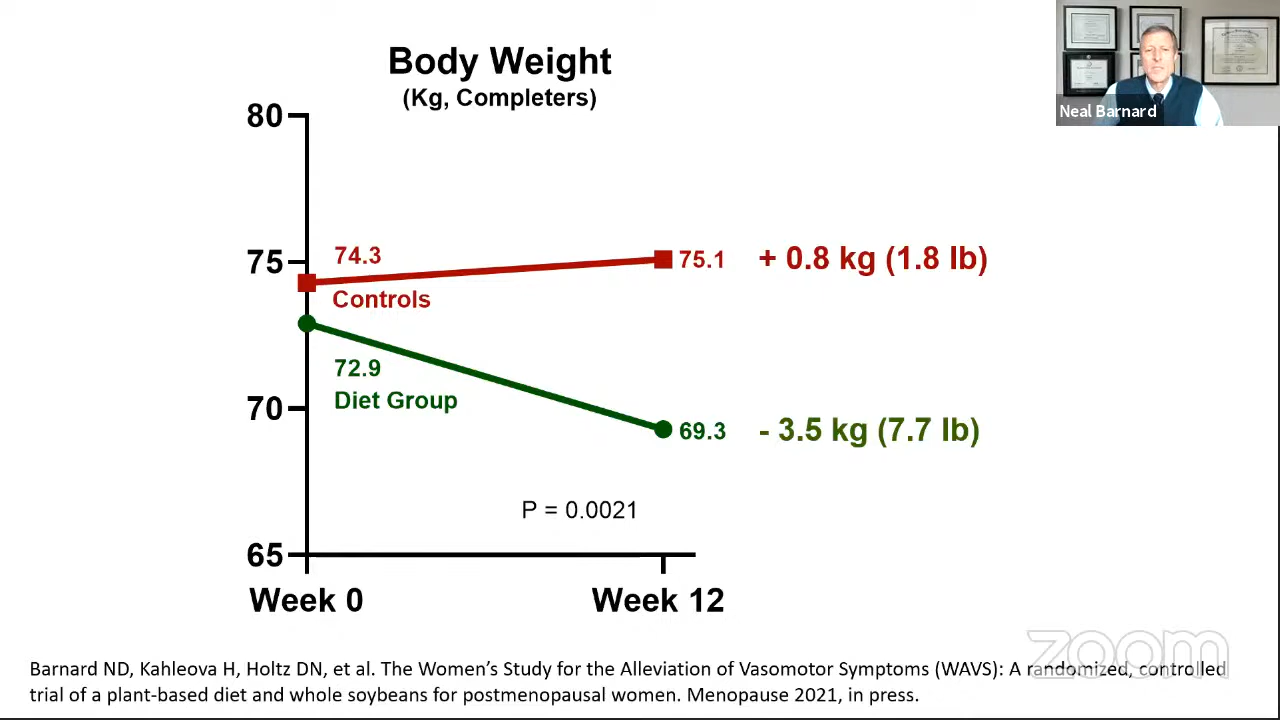 Body Weight
(Kg, Completers)
Neal Barnard
80
75
70
65
74.3
Controls
75.1
+ 0.8 kg (1.8 lb)
72.9
Diet Group
69.3
- 3.5 kg (7.7 lb)
P = 0.0021
Week 0
Week 12
zoom
Barnard ND, Kahleova H, Holtz DN, et al. The Women’s Study for the Alleviation of Vasomotor Symptoms (WAVS): A randomized, controlled
trial of a plant-based diet and whole soybeans for postmenopausal women. Menopause 2021, in press.